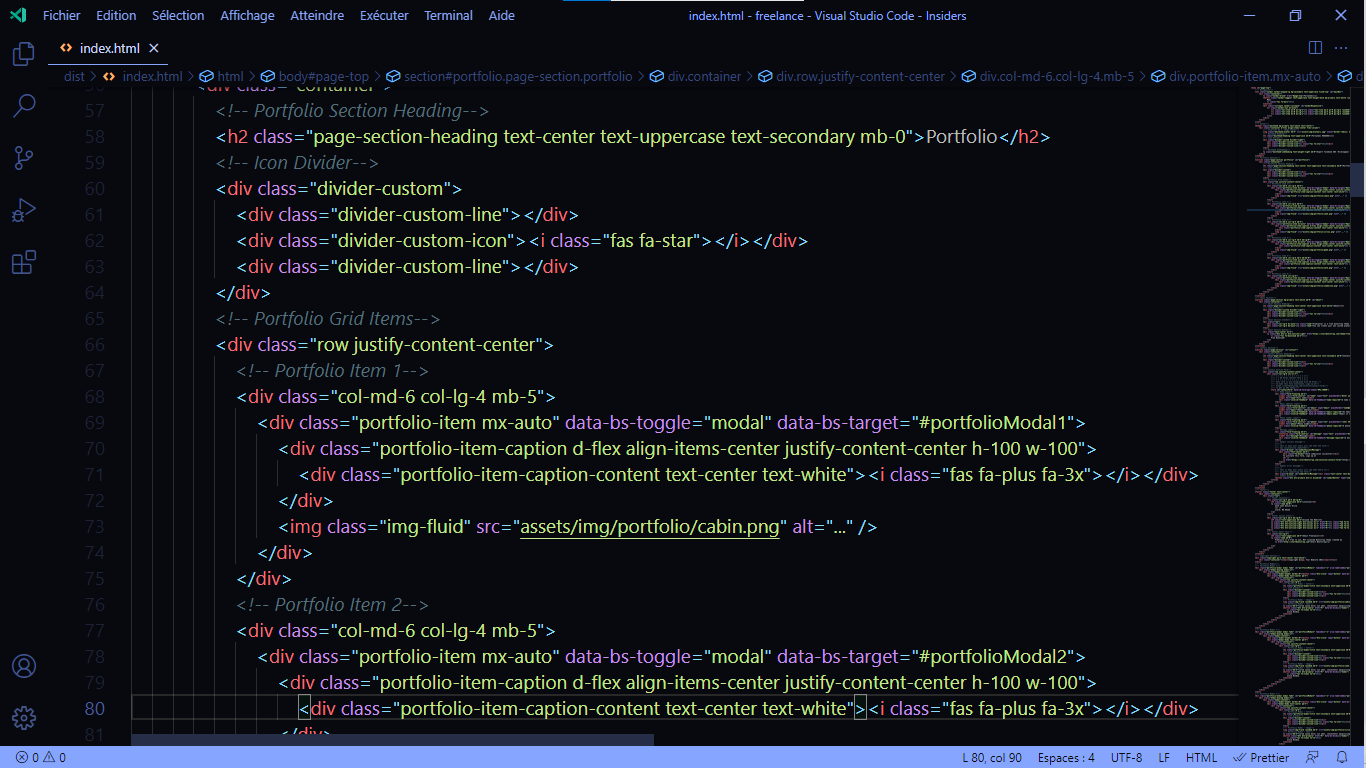 Fichier Edition Sélection Affichage Atteindre Exécuter Terminal Aide index.html - freelance - Visual Studio Code - Insiders
index.html
dist > index.html > html > body#page-top > section#portfolio.page-section.portfolio > div.container > div.row.justify-content-center > div.col-md-6.col-lg-4.mb-5 > div.portfolio-item.mx-auto > d
56 <div class="container">
57 <!-- Portfolio Section Heading-->
58 <h2 class="page-section-heading text-center text-uppercase text-secondary mb-0">Portfolio</h2>
59 <!-- Icon Divider-->
60 <div class="divider-custom">
61 <div class="divider-custom-line"></div>
62 <div class="divider-custom-icon"><i class="fas fa-star"></i></div>
63 <div class="divider-custom-line"></div>
64 </div>
65 <!-- Portfolio Grid Items-->
66 <div class="row justify-content-center">
67 <!-- Portfolio Item 1-->
68 <div class="col-md-6 col-lg-4 mb-5">
69 <div class="portfolio-item mx-auto" data-bs-toggle="modal" data-bs-target="#portfolioModal1">
70 <div class="portfolio-item-caption d-flex align-items-center justify-content-center h-100 w-100">
71 <div class="portfolio-item-caption-content text-center text-white"><i class="fas fa-plus fa-3x"></i></div>
72 </div>
73 <img class="img-fluid" src="assets/img/portfolio/cabin.png" alt="..." />
74 </div>
75 </div>
76 <!-- Portfolio Item 2-->
77 <div class="col-md-6 col-lg-4 mb-5">
78 <div class="portfolio-item mx-auto" data-bs-toggle="modal" data-bs-target="#portfolioModal2">
79 <div class="portfolio-item-caption d-flex align-items-center justify-content-center h-100 w-100">
80 <div class="portfolio-item-caption-content text-center text-white"><i class="fas fa-plus fa-3x"></i></div>
81 </div>
0 0 L 80, col 90 Espaces : 4 UTF-8 LF HTML Prettier